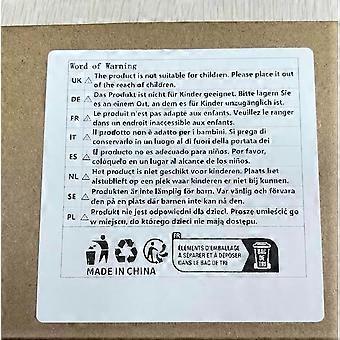 Word of Warning
UK ⚠ The product is not suitable for children. Please place it out
of the reach of children.
DE ⚠ Das Produkt ist nicht für Kinder geeignet. Bitte lagern Sie
es an einem Ort, an dem es für Kinder unzugänglich ist.
FR ⚠ Le produit n'est pas adapté aux enfants. Veuillez le ranger
dans un endroit inaccessible aux enfants.
IT ⚠ Il prodotto non è adatto per i bambini. Si prega di
conservarlo in un luogo al di fuori della portata dei
ES ⚠ El producto no es adecuado para niños. Por favor,
colóquelo en un lugar al alcance de los niños.
NL ⚠ Het product is niet geschikt voor kinderen. Plaats het
alstublieft op een plek waar kinderen er niet bij kunnen.
SE ⚠ Produkten är inte lämplig för barn. Var vänlig och förvara
den på en plats där barnen inte kan nå den.
PL ⚠ Produkt nie jest odpowiedni dla dzieci. Proszę umieścić go
w miejscu, do którego dzieci nie mają dostępu.
MADE IN CHINA
FR
ÉLÉMENTS D'EMBALLAGE
À SÉPARER ET À DÉPOSER
DANS LE BAC DE TRI
BAC
DE
TRI